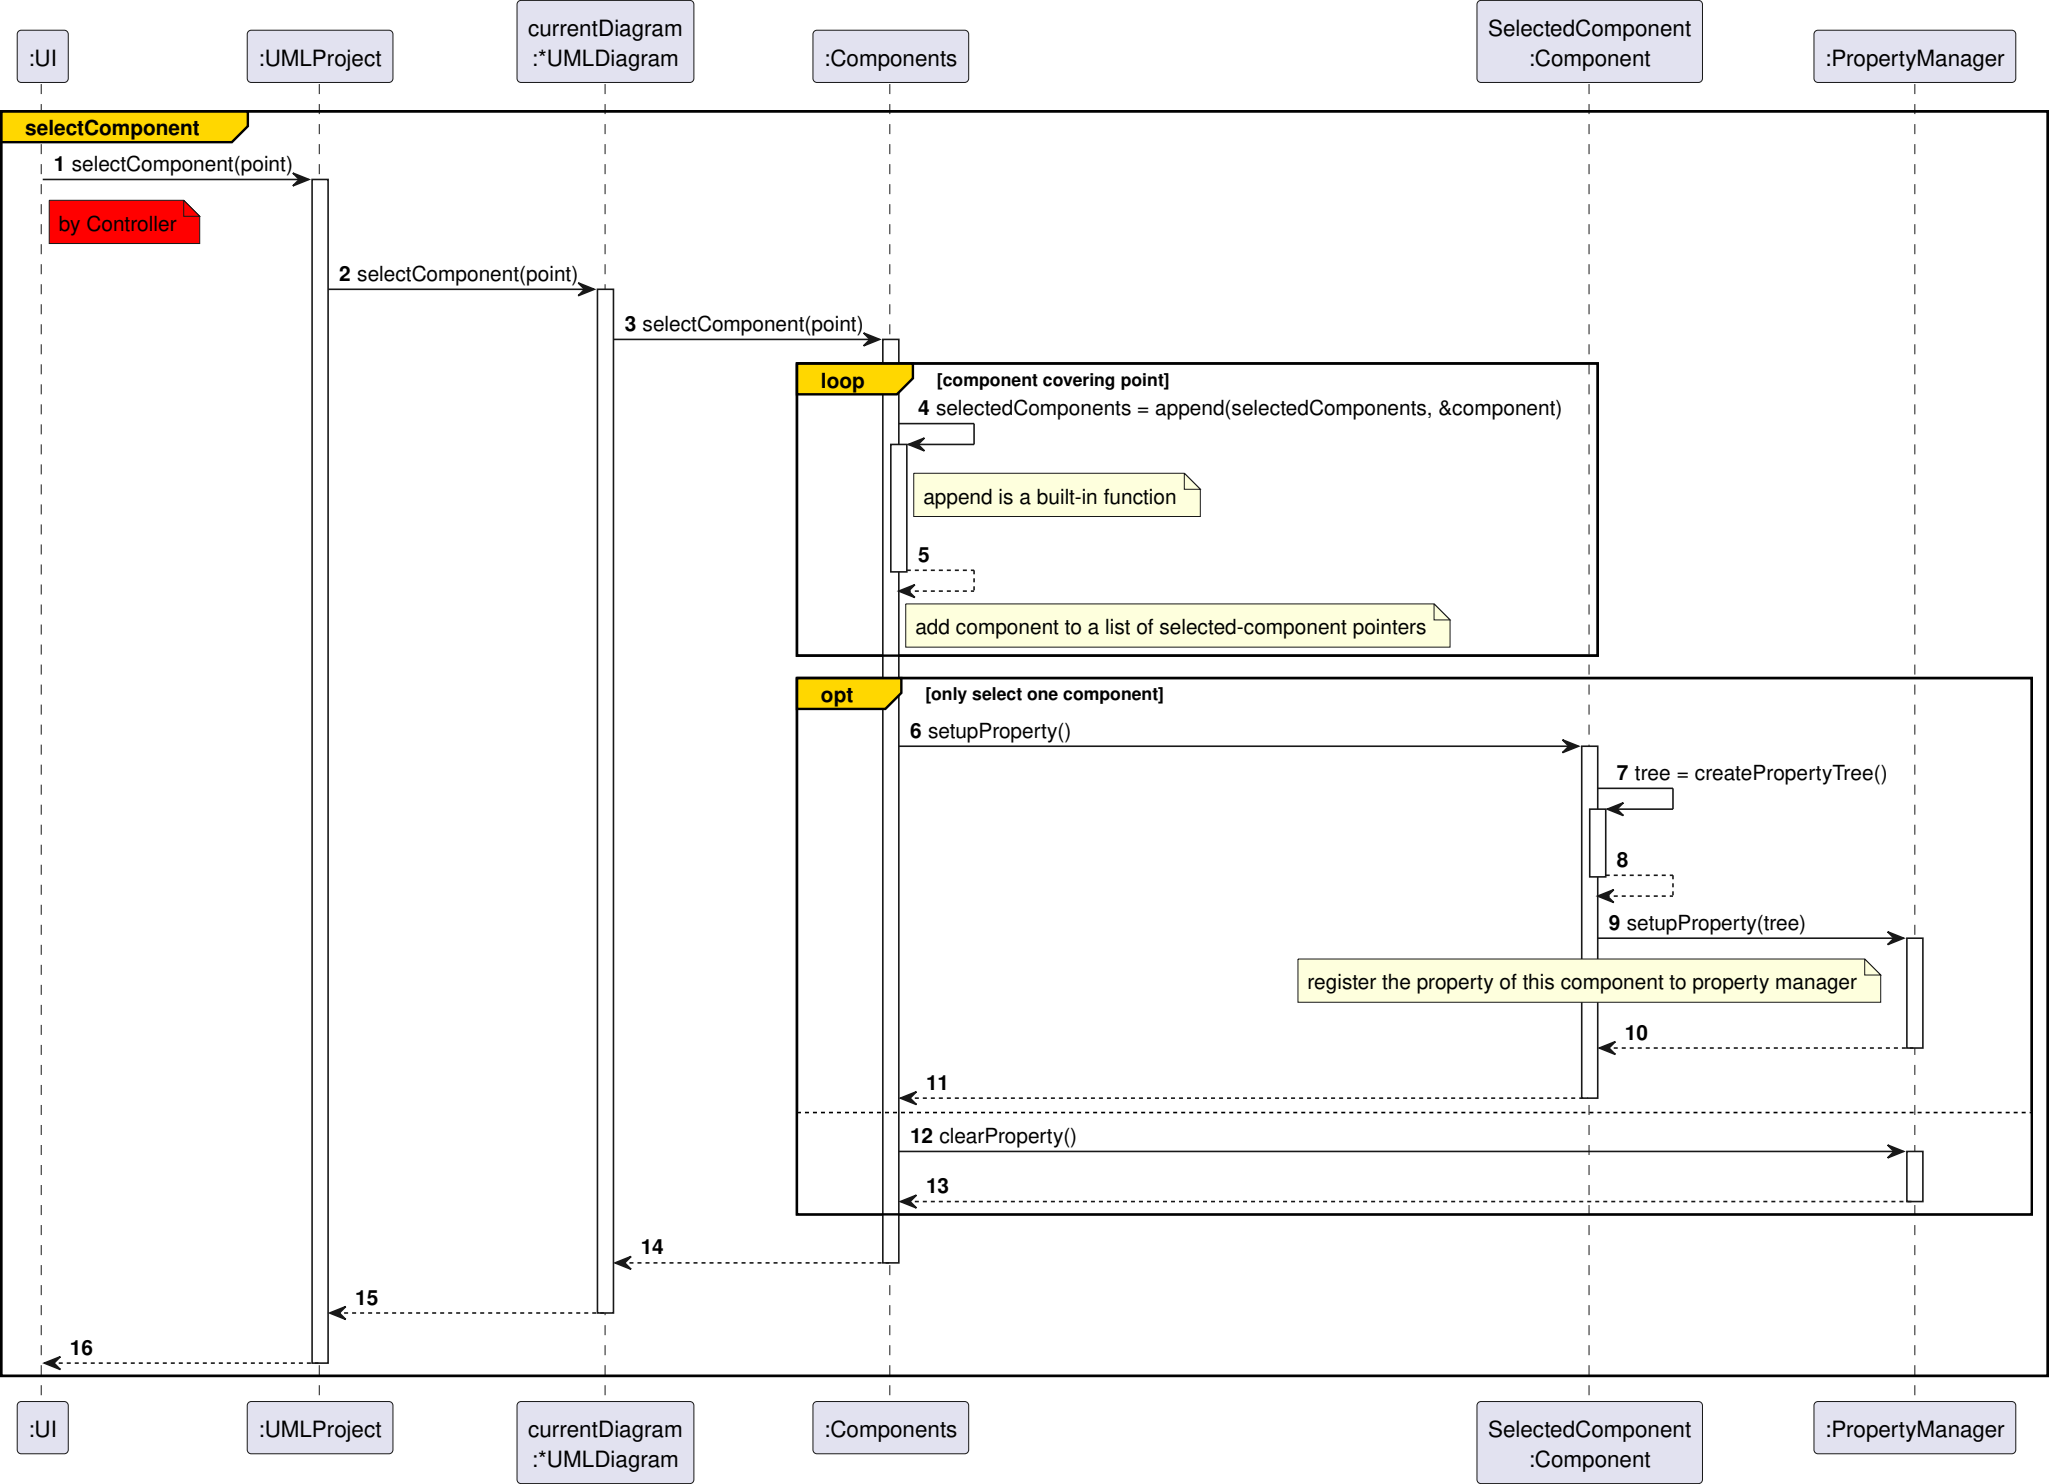 :UI
:UMLProject
currentDiagram
:*UMLDiagram
:Components
SelectedComponent
:Component
:PropertyManager
selectComponent
1 selectComponent(point)
by Controller
2 selectComponent(point)
3 selectComponent(point)
loop [component covering point]
4 selectedComponents = append(selectedComponents, &component)
append is a built-in function
5
add component to a list of selected-component pointers
opt [only select one component]
6 setupProperty()
7 tree = createPropertyTree()
8
9 setupProperty(tree)
register the property of this component to property manager
10
11
12 clearProperty()
13
14
15
16
:UI
:UMLProject
currentDiagram
:*UMLDiagram
:Components
SelectedComponent
:Component
:PropertyManager